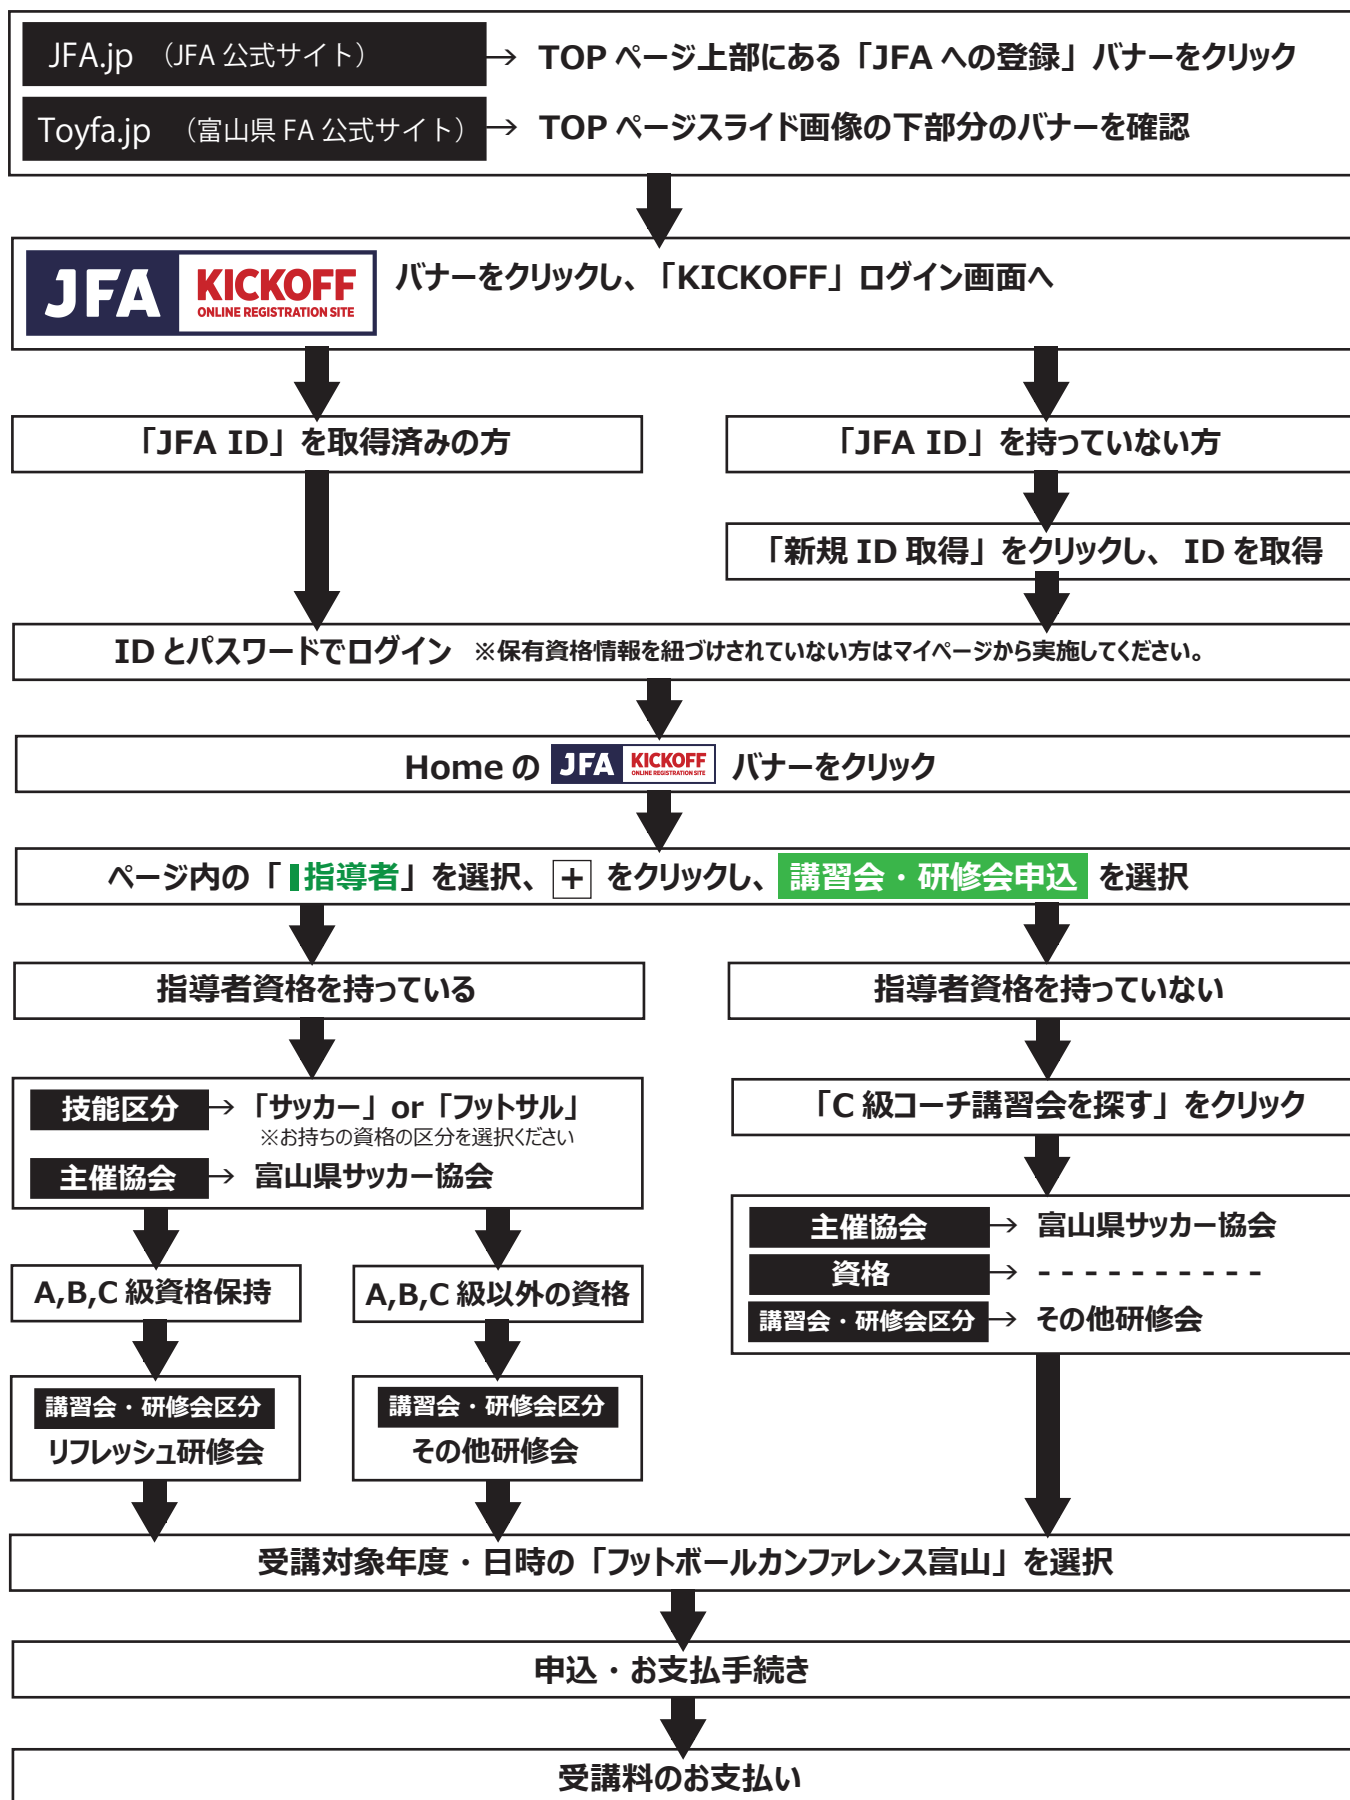 JFA.jp （JFA 公式サイト） → TOP ページ上部にある「JFA への登録」バナーをクリック
Toyfa.jp （富山県 FA 公式サイト） → TOP ページスライド画像の下部分のバナーを確認
JFA KICKOFF バナーをクリックし、「KICKOFF」ログイン画面へ
ONLINE REGISTRATION SITE
「JFA ID」を取得済みの方
「JFA ID」を持っていない方
「新規 ID 取得」をクリックし、 ID を取得
ID とパスワードでログイン ※保有資格情報を紐づけされていない方はマイページから実施してください。
Home の JFA KICKOFF ONLINE REGISTRATION SITE バナーをクリック
ページ内の「指導者」を選択、 + をクリックし、 講習会・研修会申込 を選択
指導者資格を持っている
指導者資格を持っていない
技能区分 → 「サッカー」or「フットサル」
※お持ちの資格の区分を選択ください
主催協会 → 富山県サッカー協会
「C 級コーチ講習会を探す」をクリック
主催協会 → 富山県サッカー協会
資格 → - - - - - - - - - -
講習会・研修会区分 → その他研修会
A,B,C 級資格保持
A,B,C 級以外の資格
講習会・研修会区分
リフレッシュ研修会
講習会・研修会区分
その他研修会
受講対象年度・日時の「フットボールカンファレンス富山」を選択
申込・お支払手続き
受講料のお支払い